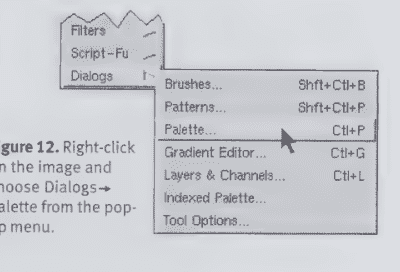 Filters
Script-Fu
Dialogs
Brushes... Shft+Ctl+B
Patterns... Shft+Ctl+P
Palette... Ctl+P
Gradient Editor... Ctl+G
Layers & Channels... Ctl+L
Indexed Palette...
Tool Options...
gure 12. Right-click
n the image and
hoose Dialogs→
alette from the pop-
p menu.